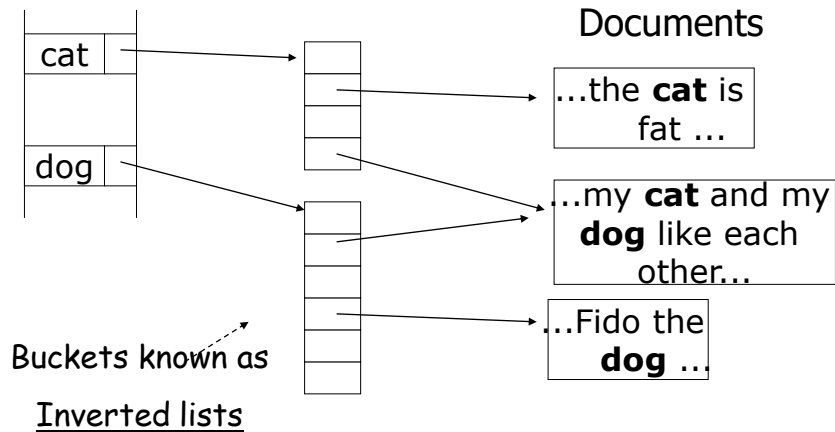 Documents
cat
dog
...the cat is
fat ...
...my cat and my
dog like each
other...
...Fido the
dog ...
Buckets known as
Inverted lists